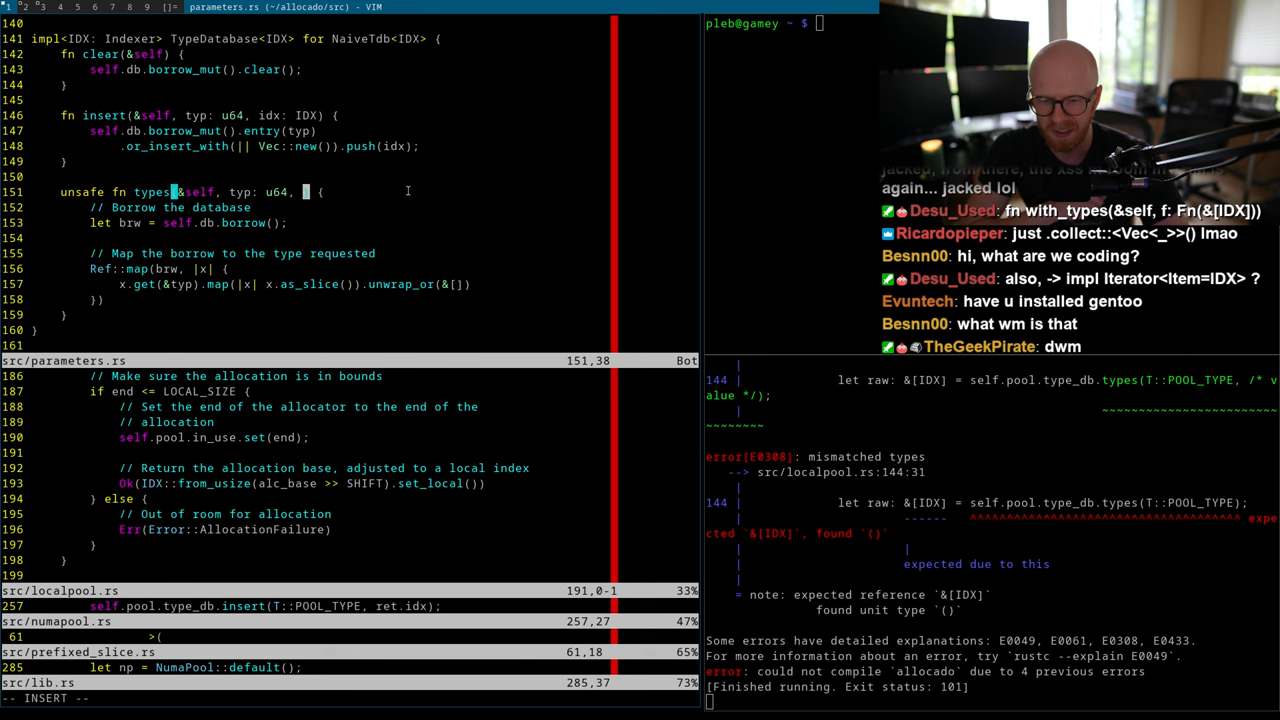 1 2 3 4 5 6 7 8 9 []= parameters.rs (~/allocado/src) - VIM
140
141 impl<IDX: Indexer> TypeDatabase<IDX> for NaiveTdb<IDX> {
142 fn clear(&self) {
143 self.db.borrow_mut().clear();
144 }
145
146 fn insert(&self, typ: u64, idx: IDX) {
147 self.db.borrow_mut().entry(typ)
148 .or_insert_with(|| Vec::new()).push(idx);
149 }
150
151 unsafe fn types(&self, typ: u64, ) {
152 // Borrow the database
153 let brw = self.db.borrow();
154
155 // Map the borrow to the type requested
156 Ref::map(brw, |x| {
157 x.get(&typ).map(|x| x.as_slice()).unwrap_or(&[])
158 })
159 }
160 }
161
src/parameters.rs 151,38 Bot
186 // Make sure the allocation is in bounds
187 if end <= LOCAL_SIZE {
188 // Set the end of the allocator to the end of the
189 // allocation
190 self.pool.in_use.set(end);
191
192 // Return the allocation base, adjusted to a local index
193 Ok(IDX::from_usize(alc_base >> SHIFT).set_local())
194 } else {
195 // Out of room for allocation
196 Err(Error::AllocationFailure)
197 }
198 }
199
src/localpool.rs 191,0-1 33%
257 self.pool.type_db.insert(T::POOL_TYPE, ret.idx);
src/numapool.rs 257,27 47%
61 >(
src/prefixed_slice.rs 61,18 65%
285 let np = NumaPool::default();
src/lib.rs 285,37 73%
-- INSERT --
pleb@gamey ~ $
jacked, from there, the xss in room in vim is
again... jacked lol
Desu_Used: fn with_types(&self, f: Fn(&[IDX]))
Ricardopieper: just .collect::<Vec<_>>() lmao
Besnn00: hi, what are we coding?
Desu_Used: also, -> impl Iterator<Item=IDX> ?
Evuntech: have u installed gentoo
Besnn00: what wm is that
TheGeekPirate: dwm
|
144 | let raw: &[IDX] = self.pool.type_db.types(T::POOL_TYPE, /* v
alue */);
| ~~~~~~~~~~~~~~~~~~~~~~~~
~~~~~~~~
error[E0308]: mismatched types
--> src/localpool.rs:144:31
|
144 | let raw: &[IDX] = self.pool.type_db.types(T::POOL_TYPE);
| ------ ^^^^^^^^^^^^^^^^^^^^^^^^^^^^^^^^^^^^^ expe
cted `&[IDX]`, found `()`
| |
| expected due to this
|
= note: expected reference `&[IDX]`
found unit type `()`
Some errors have detailed explanations: E0049, E0061, E0308, E0433.
For more information about an error, try `rustc --explain E0049`.
error: could not compile `allocado` due to 4 previous errors
[Finished running. Exit status: 101]